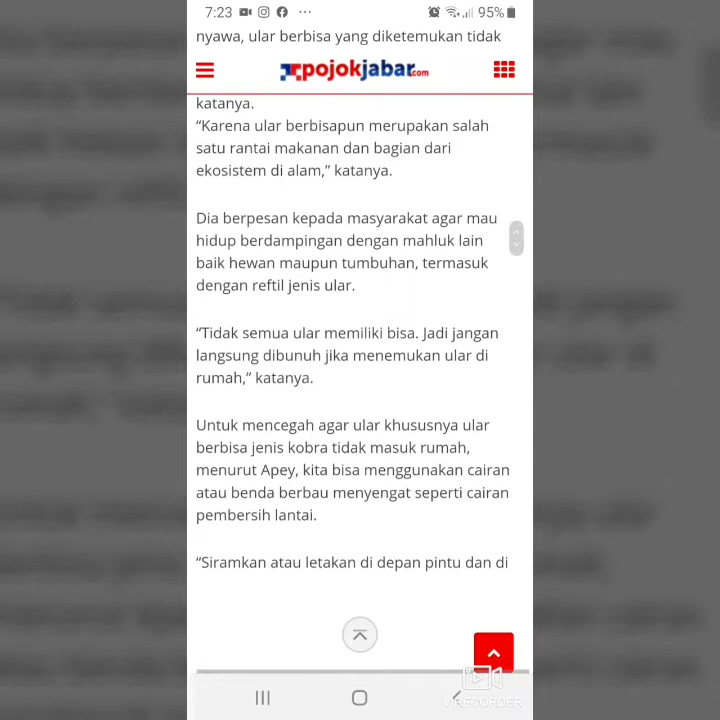 7:23
95%
nyawa, ular berbisa yang diketemukan tidak
pojokjabar.com
katanya.
“Karena ular berbisapun merupakan salah
satu rantai makanan dan bagian dari
ekosistem di alam,” katanya.
Dia berpesan kepada masyarakat agar mau
hidup berdampingan dengan mahluk lain
baik hewan maupun tumbuhan, termasuk
dengan reftil jenis ular.
“Tidak semua ular memiliki bisa. Jadi jangan
langsung dibunuh jika menemukan ular di
rumah,” katanya.
Untuk mencegah agar ular khususnya ular
berbisa jenis kobra tidak masuk rumah,
menurut Apey, kita bisa menggunakan cairan
atau benda berbau menyengat seperti cairan
pembersih lantai.
“Siramkan atau letakan di depan pintu dan di
V RECORDER